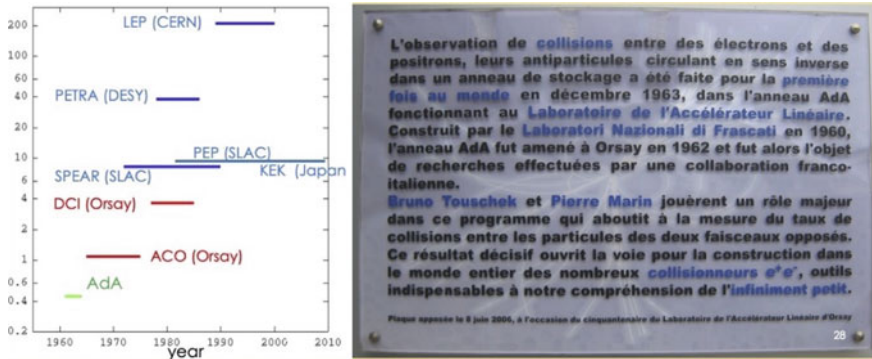 200
100
40
20
10
6
4
2
1
0.6
0.4
0.2
1960
1970
1980
1990
2000
2010
year
LEP (CERN)
PETRA (DESY)
PEP (SLAC)
KEK (Japan
SPEAR (SLAC)
DCI (Orsay)
ACO (Orsay)
AdA
L'observation de collisions entre des électrons et des
positrons, leurs antiparticules circulant en sens inverse
dans un anneau de stockage a été faite pour la première
fois au monde en décembre 1963, dans l'anneau AdA
fonctionnant au Laboratoire de l'Accélérateur Linéaire.
Construit par le Laboratori Nazionali di Frascati en 1960,
l'anneau AdA fut amené à Orsay en 1962 et fut alors l'objet
de recherches effectuées par une collaboration franco-
italienne.
Bruno Touschek et Pierre Marin jouèrent un rôle majeur
dans ce programme qui aboutit à la mesure du taux de
collisions entre les particules des deux faisceaux opposés.
Ce résultat décisif ouvrit la voie pour la construction dans
le monde entier des nombreux collisionneurs e⁺e⁻, outils
indispensables à notre compréhension de l'infiniment petit.
Plaque apposée le 8 juin 2006, à l'occasion du cinquantenaire du Laboratoire de l'Accélérateur Linéaire d'Orsay
28